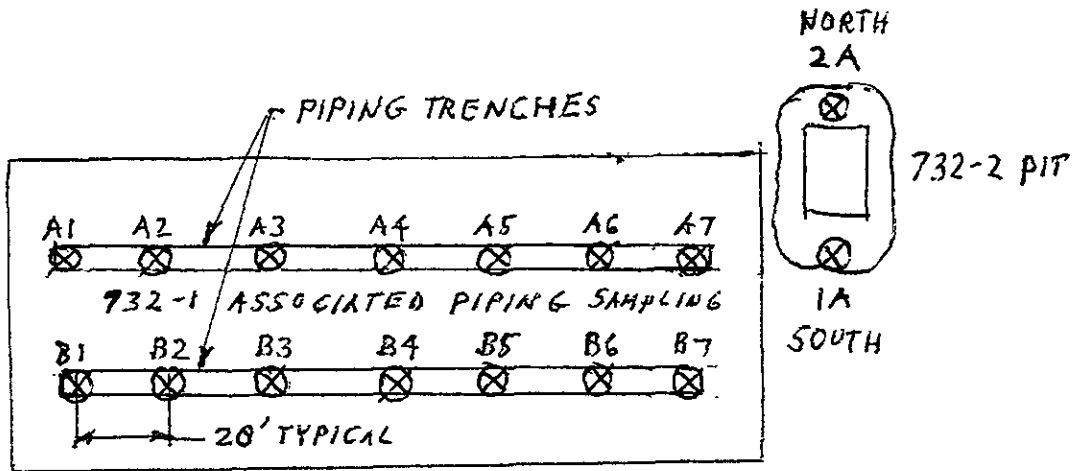 NORTH
2A
PIPING TRENCHES
732-2 PIT
A1 A2 A3 A4 A5 A6 A7
732-1 ASSOCIATED PIPING SAMPLING
1A
SOUTH
B1 B2 B3 B4 B5 B6 B7
20' TYPICAL